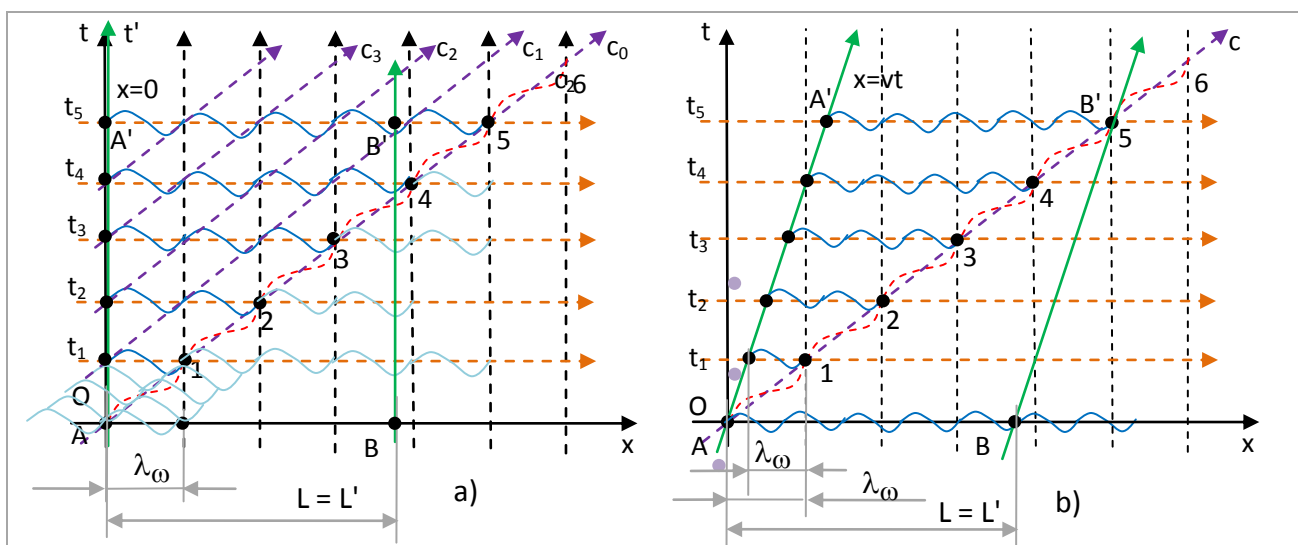 t t' c₃ c₂ c₁ c₀
x=0
6
t₅
A' B' 5
t₄
4
t₃
3
t₂
2
t₁
1
O
A B x
λω
a)
L = L'
t c
x=vt
6
A' B'
t₅
5
t₄
4
t₃
3
t₂
2
t₁
1
O
A B x
λω
λω
b)
L = L'